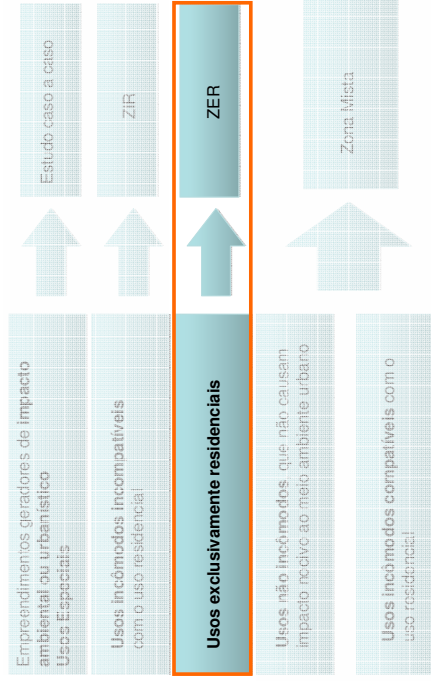 Empreendimentos geradores de impacto
ambiental ou urbanístico
Usos Especiais
Estudo caso a caso
Usos incômodos incompatíveis
com o uso residencial
ZIR
Usos exclusivamente residenciais
ZER
Usos não incômodos que não causam
impacto nocivo ao meio ambiente urbano
Usos incômodos compatíveis com o
uso residencial
Zona Mista